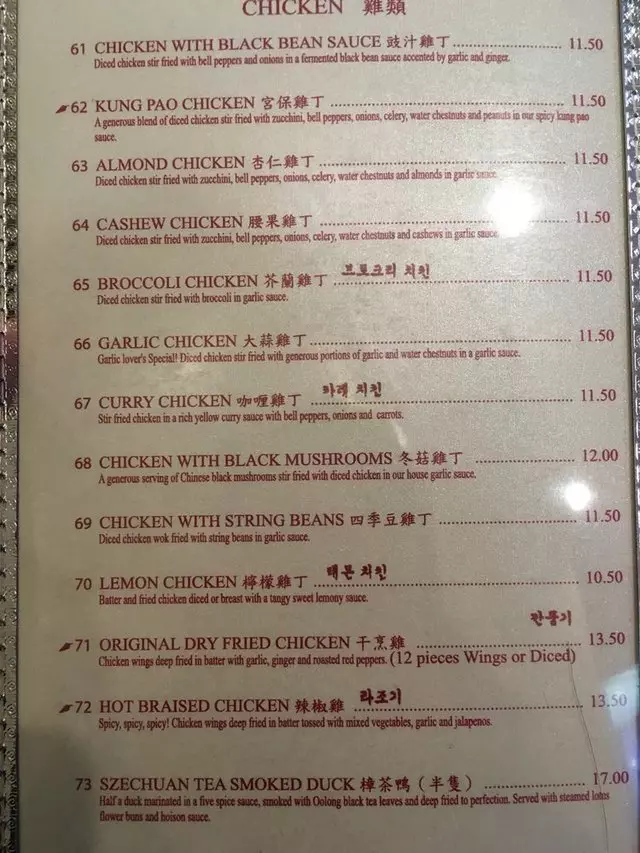 CHICKEN 雞類
61 CHICKEN WITH BLACK BEAN SAUCE 豉汁雞丁 11.50
Diced chicken stir fried with bell peppers and onions in a fermented black bean sauce accented by garlic and ginger.
62 KUNG PAO CHICKEN 宮保雞丁 11.50
A generous blend of diced chicken stir fried with zucchini, bell peppers, onions, celery, water chestnuts and peanuts in our spicy kung pao
sauce.
63 ALMOND CHICKEN 杏仁雞丁 11.50
Diced chicken stir fried with zucchini, bell peppers, onions, celery, water chestnuts and almonds in garlic sauce.
64 CASHEW CHICKEN 腰果雞丁 11.50
Diced chicken stir fried with zucchini, bell peppers, onions, celery, water chestnuts and cashews in garlic sauce.
65 BROCCOLI CHICKEN 芥蘭雞丁 브로크리 치킨 11.50
Diced chicken stir fried with broccoli in garlic sauce.
66 GARLIC CHICKEN 大蒜雞丁 11.50
Garlic lover's Special! Diced chicken stir fried with generous portions of garlic and water chestnuts in a garlic sauce.
67 CURRY CHICKEN 咖喱雞丁 카레 치킨 11.50
Stir fried chicken in a rich yellow curry sauce with bell peppers, onions and carrots.
68 CHICKEN WITH BLACK MUSHROOMS 冬菇雞丁 12.00
A generous serving of Chinese black mushrooms stir fried with diced chicken in our house garlic sauce.
69 CHICKEN WITH STRING BEANS 四季豆雞丁 11.50
Diced chicken wok fried with string beans in garlic sauce.
70 LEMON CHICKEN 檸檬雞丁 래몬 치킨 10.50
Batter and fried chicken diced or breast with a tangy sweet lemony sauce.
깐풍기
71 ORIGINAL DRY FRIED CHICKEN 干烹雞 13.50
Chicken wings deep fried in batter with garlic, ginger and roasted red peppers. (12 pieces Wings or Diced)
72 HOT BRAISED CHICKEN 辣椒雞 라조기 13.50
Spicy, spicy, spicy! Chicken wings deep fried in batter tossed with mixed vegetables, garlic and jalapenos.
73 SZECHUAN TEA SMOKED DUCK 樟茶鴨（半隻） 17.00
Half a duck marinated in a five spice sauce, smoked with Oolong black tea leaves and deep fried to perfection. Served with steamed lotus
flower buns and hoison sauce.